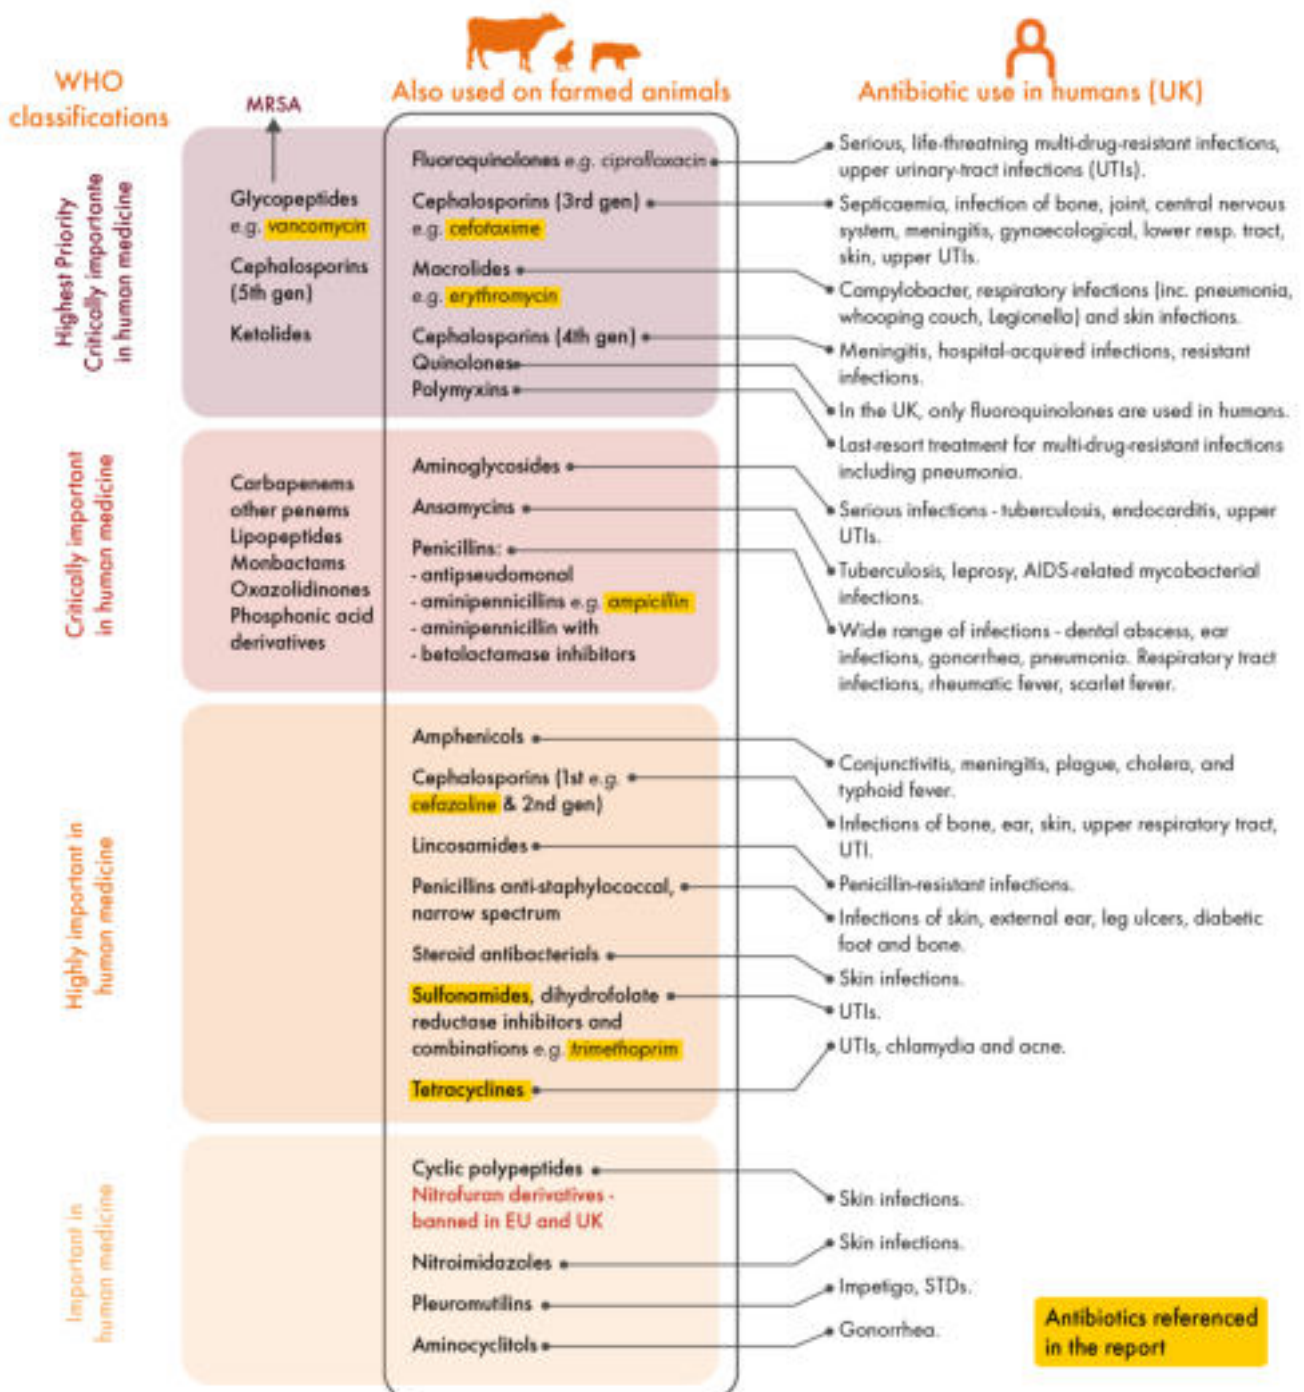 WHO
classifications
MRSA
Also used on farmed animals
Antibiotic use in humans (UK)
Highest Priority
Critically importante
in human medicine
Glycopeptides
e.g. vancomycin
Cephalosporins
(5th gen)
Ketolides
Fluoroquinolones e.g. ciprofloxacin
Cephalosporins (3rd gen)
e.g. cefotaxime
Macrolides
e.g. erythromycin
Cephalosporins (4th gen)
Quinolones
Polymyxins
Serious, life-threatning multi-drug-resistant infections,
upper urinary-tract infections (UTIs).
Septicaemia, infection of bone, joint, central nervous
system, meningitis, gynaecological, lower resp. tract,
skin, upper UTIs.
Campylobacter, respiratory infections (inc. pneumonia,
whooping couch, Legionella) and skin infections.
Meningitis, hospital-acquired infections, resistant
infections.
In the UK, only fluoroquinolones are used in humans.
Last-resort treatment for multi-drug-resistant infections
including pneumonia.
Critically important
in human medicine
Carbapenems
other penems
Lipopeptides
Monbactams
Oxazolidinones
Phosphonic acid
derivatives
Aminoglycosides
Ansamycins
Penicillins:
- antipseudomonal
- aminipennicillins e.g. ampicillin
- aminipennicillin with
- betalactamase inhibitors
Serious infections - tuberculosis, endocarditis, upper
UTIs.
Tuberculosis, leprosy, AIDS-related mycobacterial
infections.
Wide range of infections - dental abscess, ear
infections, gonorrhea, pneumonia. Respiratory tract
infections, rheumatic fever, scarlet fever.
Highly important in
human medicine
Amphenicols
Cephalosporins (1st e.g.
cefazoline & 2nd gen)
Lincosamides
Penicillins anti-staphylococcal,
narrow spectrum
Steroid antibacterials
Sulfonamides, dihydrofolate
reductase inhibitors and
combinations e.g. trimethoprim
Tetracyclines
Conjunctivitis, meningitis, plague, cholera, and
typhoid fever.
Infections of bone, ear, skin, upper respiratory tract,
UTI.
Penicillin-resistant infections.
Infections of skin, external ear, leg ulcers, diabetic
foot and bone.
Skin infections.
UTIs.
UTIs, chlamydia and acne.
Important in
human medicine
Cyclic polypeptides
Nitrofuran derivatives -
banned in EU and UK
Nitroimidazoles
Pleuromutilins
Aminocyclitols
Skin infections.
Skin infections.
Impetigo, STDs.
Gonorrhea.
Antibiotics referenced
in the report